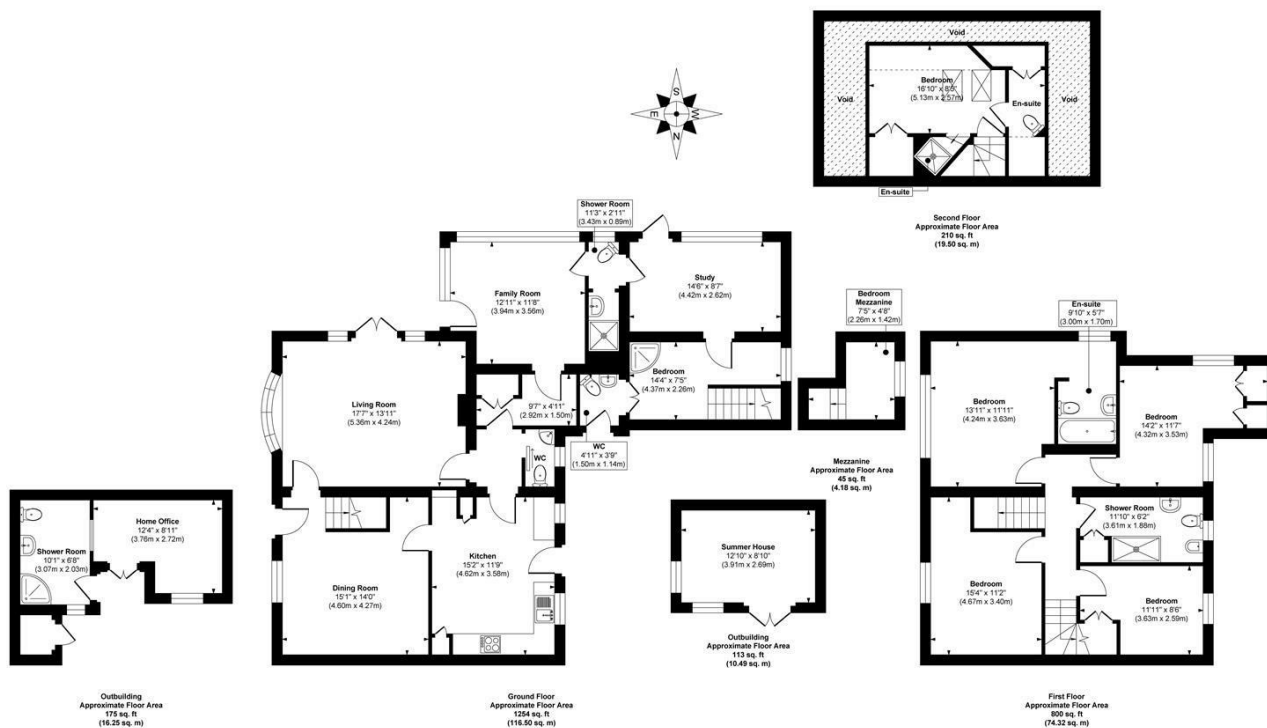 Void
Void
Bedroom
16'10" x 8'5"
(5.13m x 2.57m)
En-suite
Void
En-suite
Second Floor
Approximate Floor Area
210 sq. ft
(19.50 sq. m)
S
E
W
N
Shower Room
11'3" x 2'11"
(3.43m x 0.89m)
Family Room
12'11" x 11'8"
(3.94m x 3.56m)
Study
14'6" x 8'7"
(4.42m x 2.62m)
Living Room
17'7" x 13'11"
(5.36m x 4.24m)
9'7" x 4'11"
(2.92m x 1.50m)
Bedroom
14'4" x 7'5"
(4.37m x 2.26m)
WC
WC
4'11" x 3'9"
(1.50m x 1.14m)
Dining Room
15'1" x 14'0"
(4.60m x 4.27m)
Kitchen
15'2" x 11'9"
(4.62m x 3.58m)
Ground Floor
Approximate Floor Area
1254 sq. ft
(116.50 sq. m)
Bedroom
Mezzanine
7'5" x 4'8"
(2.26m x 1.42m)
Mezzanine
Approximate Floor Area
45 sq. ft
(4.18 sq. m)
Shower Room
10'1" x 6'8"
(3.07m x 2.03m)
Home Office
12'4" x 8'11"
(3.76m x 2.72m)
Outbuilding
Approximate Floor Area
175 sq. ft
(16.25 sq. m)
Summer House
12'10" x 8'10"
(3.91m x 2.69m)
Outbuilding
Approximate Floor Area
113 sq. ft
(10.49 sq. m)
En-suite
9'10" x 5'7"
(3.00m x 1.70m)
Bedroom
13'11" x 11'11"
(4.24m x 3.63m)
Bedroom
14'2" x 11'7"
(4.32m x 3.53m)
Shower Room
11'10" x 6'2"
(3.61m x 1.88m)
Bedroom
15'4" x 11'2"
(4.67m x 3.40m)
Bedroom
11'11" x 8'6"
(3.63m x 2.59m)
First Floor
Approximate Floor Area
800 sq. ft
(74.32 sq. m)